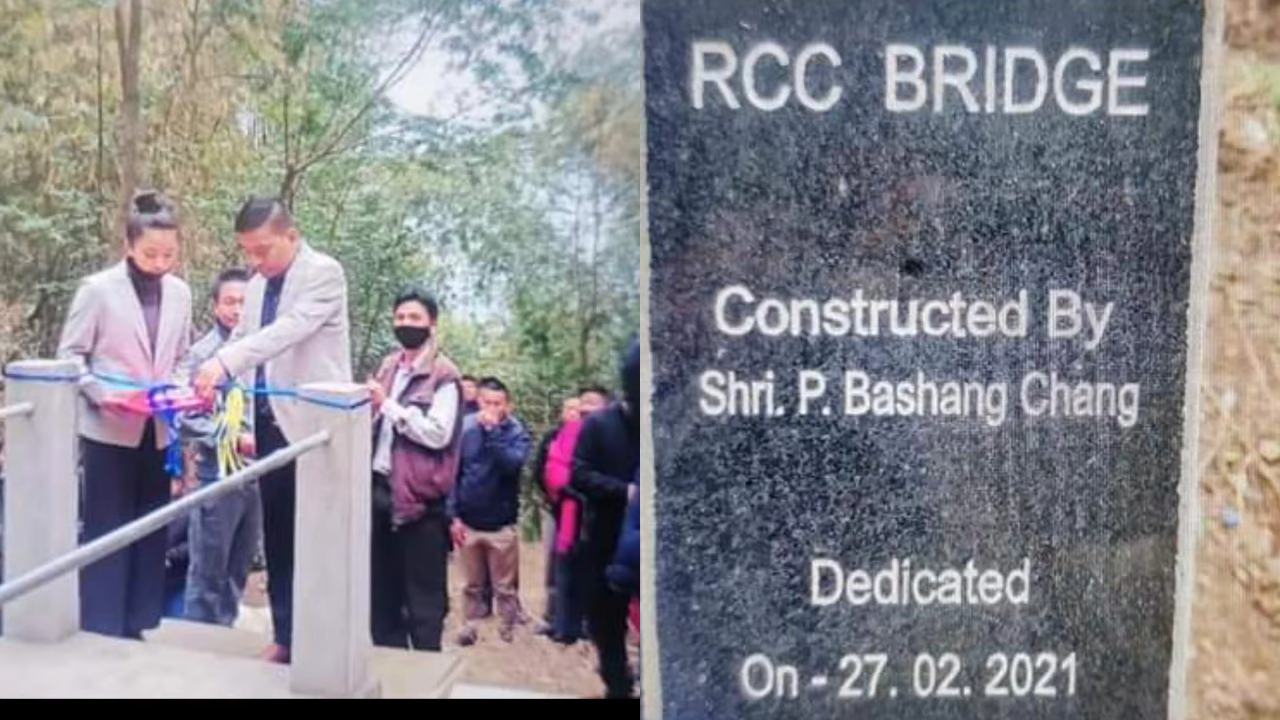 RCC BRIDGE
Constructed By
Shri. P. Bashang Chang
Dedicated
On - 27. 02. 2021